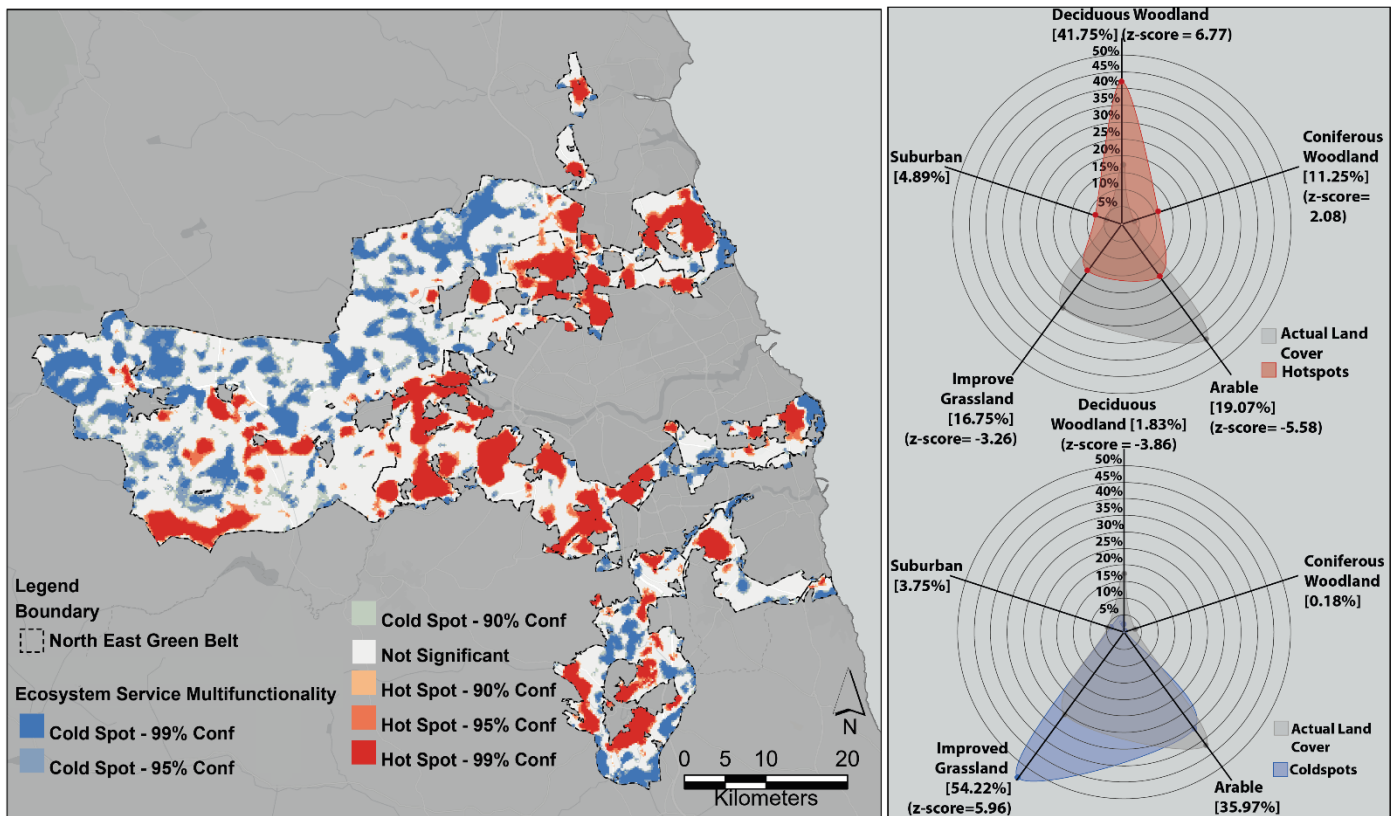 Legend
Boundary
North East Green Belt
Ecosystem Service Multifunctionality
Cold Spot - 99% Conf
Cold Spot - 95% Conf
Cold Spot - 90% Conf
Not Significant
Hot Spot - 90% Conf
Hot Spot - 95% Conf
Hot Spot - 99% Conf
N
0 5 10 20
Kilometers
Deciduous Woodland
[41.75%] (z-score = 6.77)
50%
45%
40%
35%
30%
25%
20%
15%
10%
5%
Suburban
[4.89%]
Coniferous
Woodland
[11.25%]
(z-score=
2.08)
Actual Land
Cover
Hotspots
Improve
Grassland
[16.75%]
(z-score= -3.26)
Arable
[19.07%]
(z-score= -5.58)
Deciduous
Woodland [1.83%]
(z-score = -3.86)
50%
45%
40%
35%
30%
25%
20%
15%
10%
5%
Suburban
[3.75%]
Coniferous
Woodland
[0.18%]
Actual Land
Cover
Coldspots
Improved
Grassland
[54.22%]
(z-score=5.96)
Arable
[35.97%]